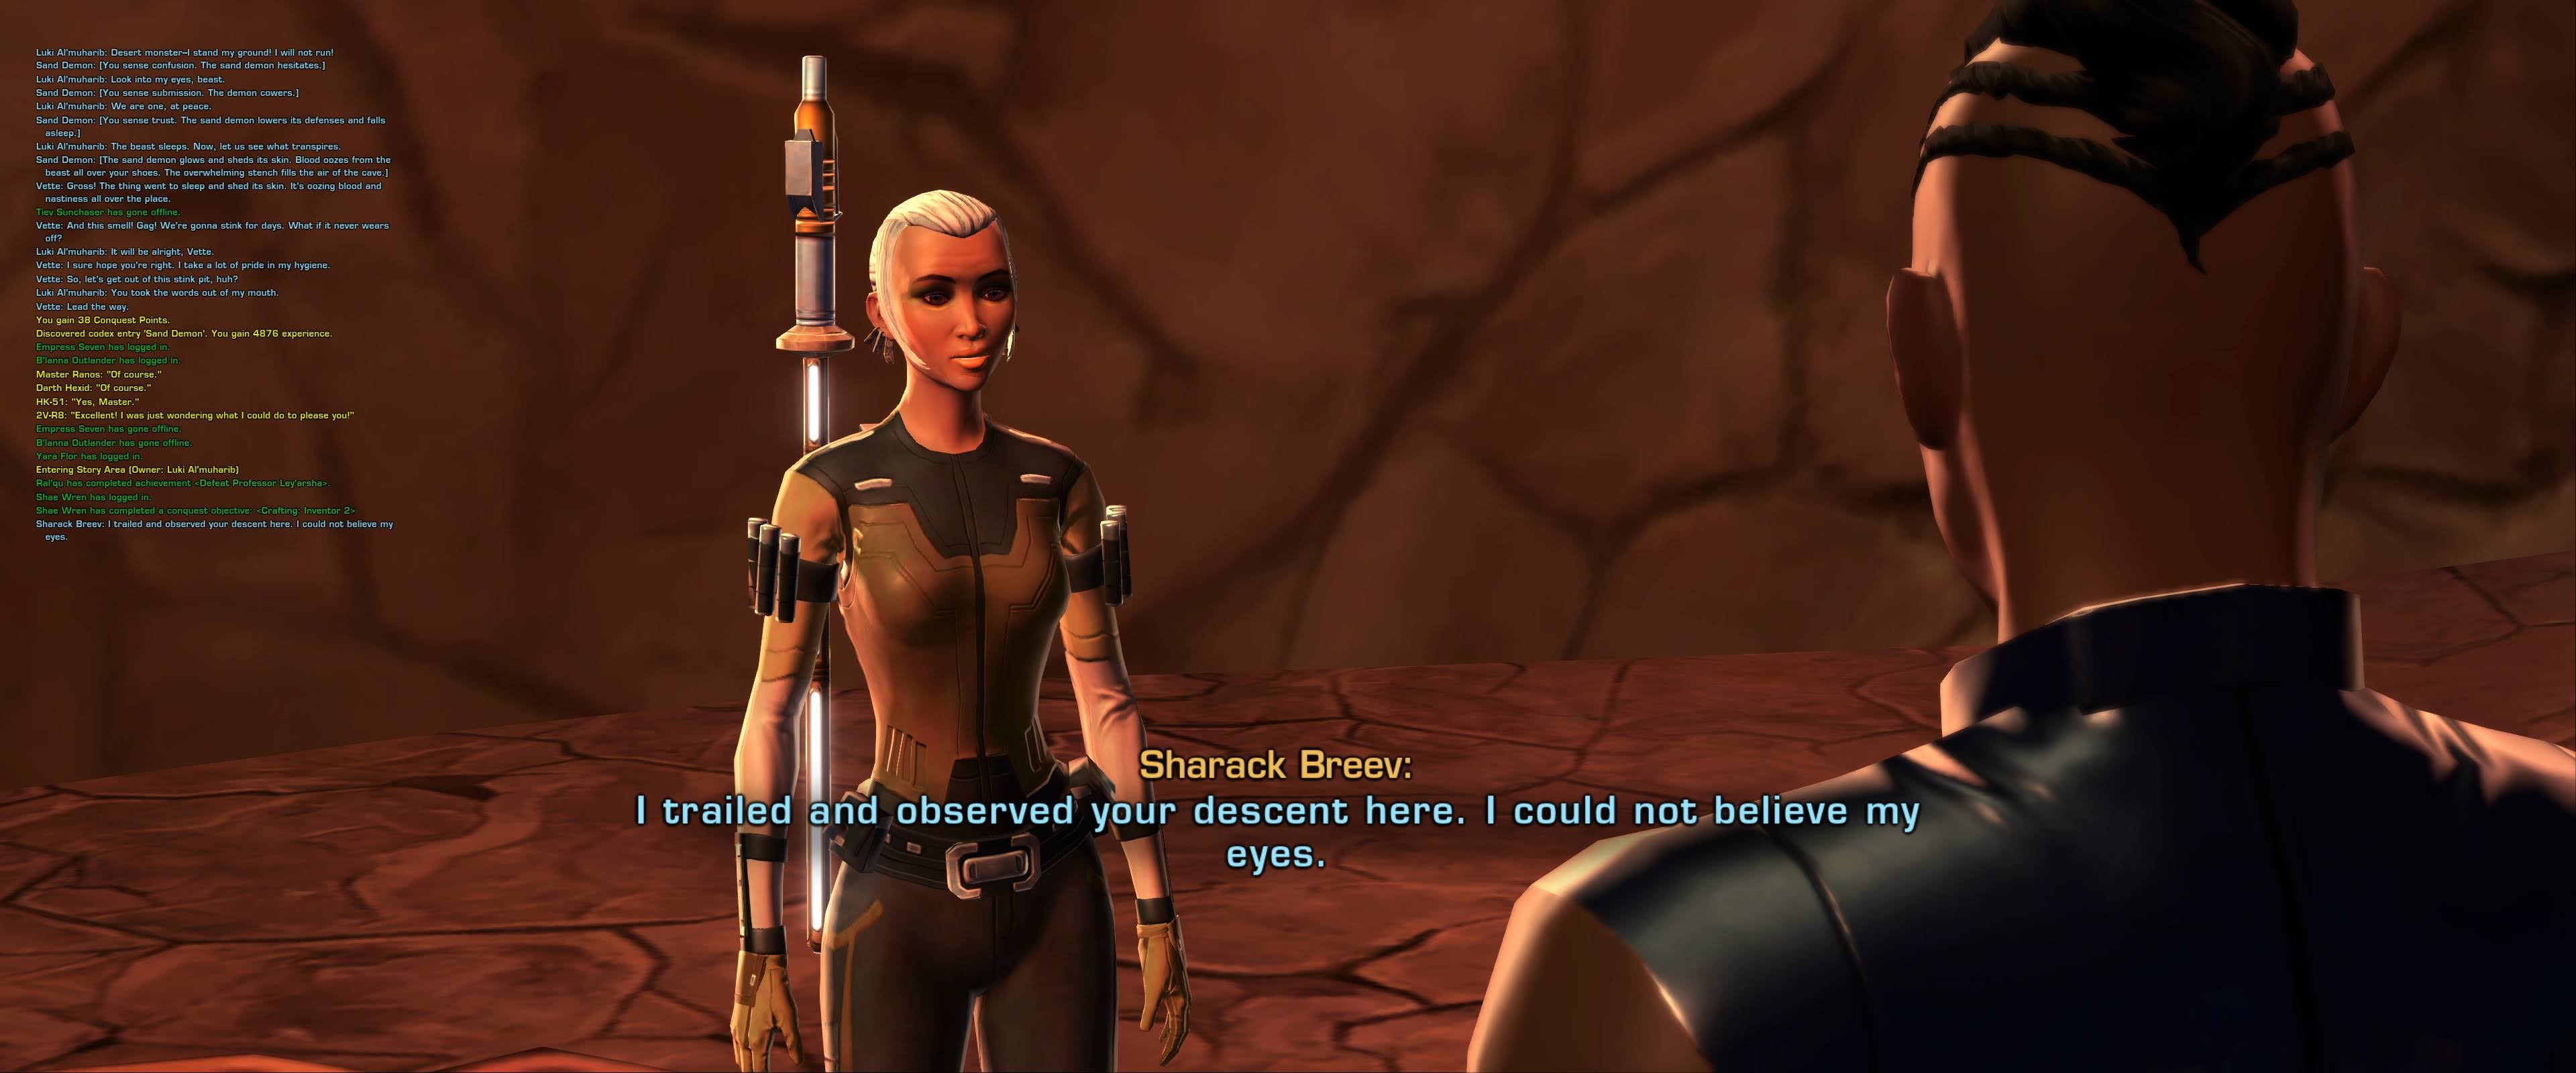 Luki Al'muharib: Desert monster–I stand my ground! I will not run!
Sand Demon: [You sense confusion. The sand demon hesitates.]
Luki Al'muharib: Look into my eyes, beast.
Sand Demon: [You sense submission. The demon cowers.]
Luki Al'muharib: We are one, at peace.
Sand Demon: [You sense trust. The sand demon lowers its defenses and falls
asleep.]
Luki Al'muharib: The beast sleeps. Now, let us see what transpires.
Sand Demon: [The sand demon glows and sheds its skin. Blood oozes from the
beast all over your shoes. The overwhelming stench fills the air of the cave.]
Vette: Gross! The thing went to sleep and shed its skin. It's oozing blood and
nastiness all over the place.
Tiev Sunchaser has gone offline.
Vette: And this smell! Gag! We're gonna stink for days. What if it never wears
off?
Luki Al'muharib: It will be alright, Vette.
Vette: I sure hope you're right. I take a lot of pride in my hygiene.
Vette: So, let's get out of this stink pit, huh?
Luki Al'muharib: You took the words out of my mouth.
Vette: Lead the way.
You gain 38 Conquest Points.
Discovered codex entry 'Sand Demon'. You gain 4876 experience.
Empress Seven has logged in.
B'lanna Outlander has logged in.
Master Ranos: "Of course."
Darth Hexid: "Of course."
HK-51: "Yes, Master."
2V-R8: "Excellent! I was just wondering what I could do to please you!"
Empress Seven has gone offline.
B'lanna Outlander has gone offline.
Yara Flor has logged in.
Entering Story Area (Owner: Luki Al'muharib)
Ral'qu has completed achievement <Defeat Professor Ley'arsha>.
Shae Wren has logged in.
Shae Wren has completed a conquest objective: <Crafting: Inventor 2>
Sharack Breev: I trailed and observed your descent here. I could not believe my
eyes.
Sharack Breev:
I trailed and observed your descent here. I could not believe my
eyes.